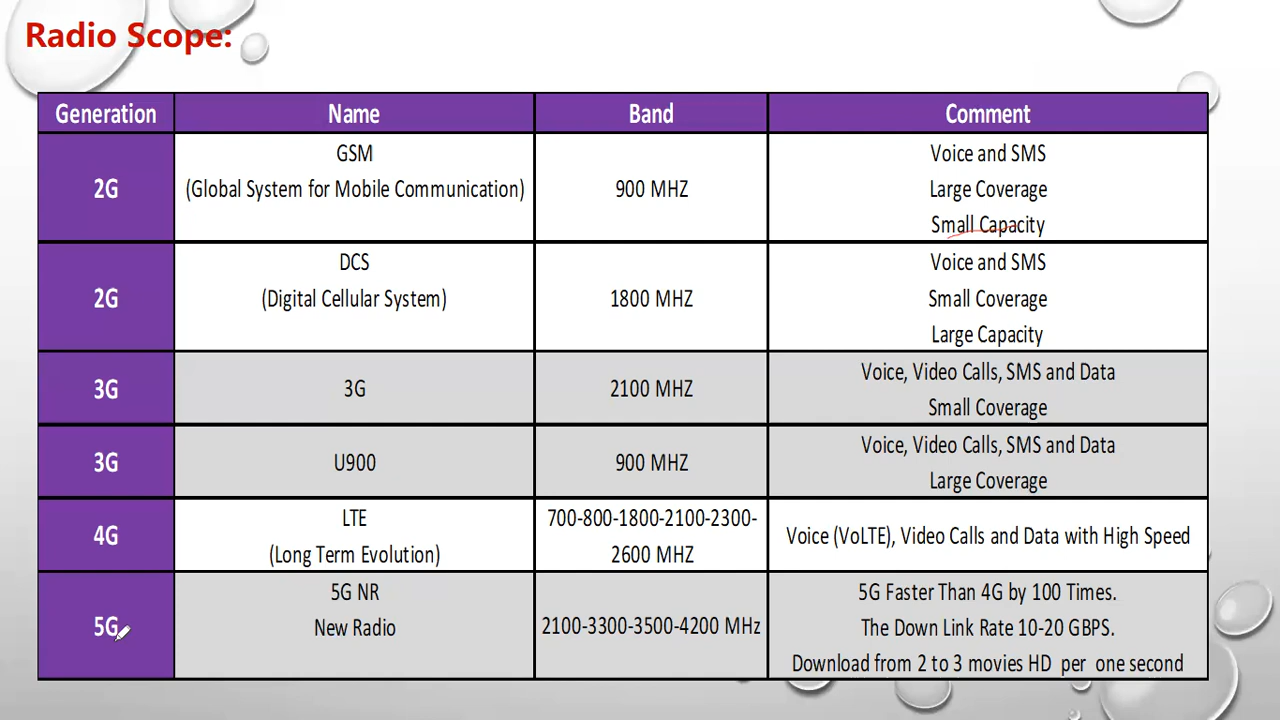 Radio Scope:
Generation Name Band Comment
2G
GSM
(Global System for Mobile Communication)
900 MHZ
Voice and SMS
Large Coverage
Small Capacity
2G
DCS
(Digital Cellular System)
1800 MHZ
Voice and SMS
Small Coverage
Large Capacity
3G
3G
2100 MHZ
Voice, Video Calls, SMS and Data
Small Coverage
3G
U900
900 MHZ
Voice, Video Calls, SMS and Data
Large Coverage
4G
LTE
(Long Term Evolution)
700-800-1800-2100-2300-
2600 MHZ
Voice (VoLTE), Video Calls and Data with High Speed
5G
5G NR
New Radio
2100-3300-3500-4200 MHz
5G Faster Than 4G by 100 Times.
The Down Link Rate 10-20 GBPS.
Download from 2 to 3 movies HD per one second